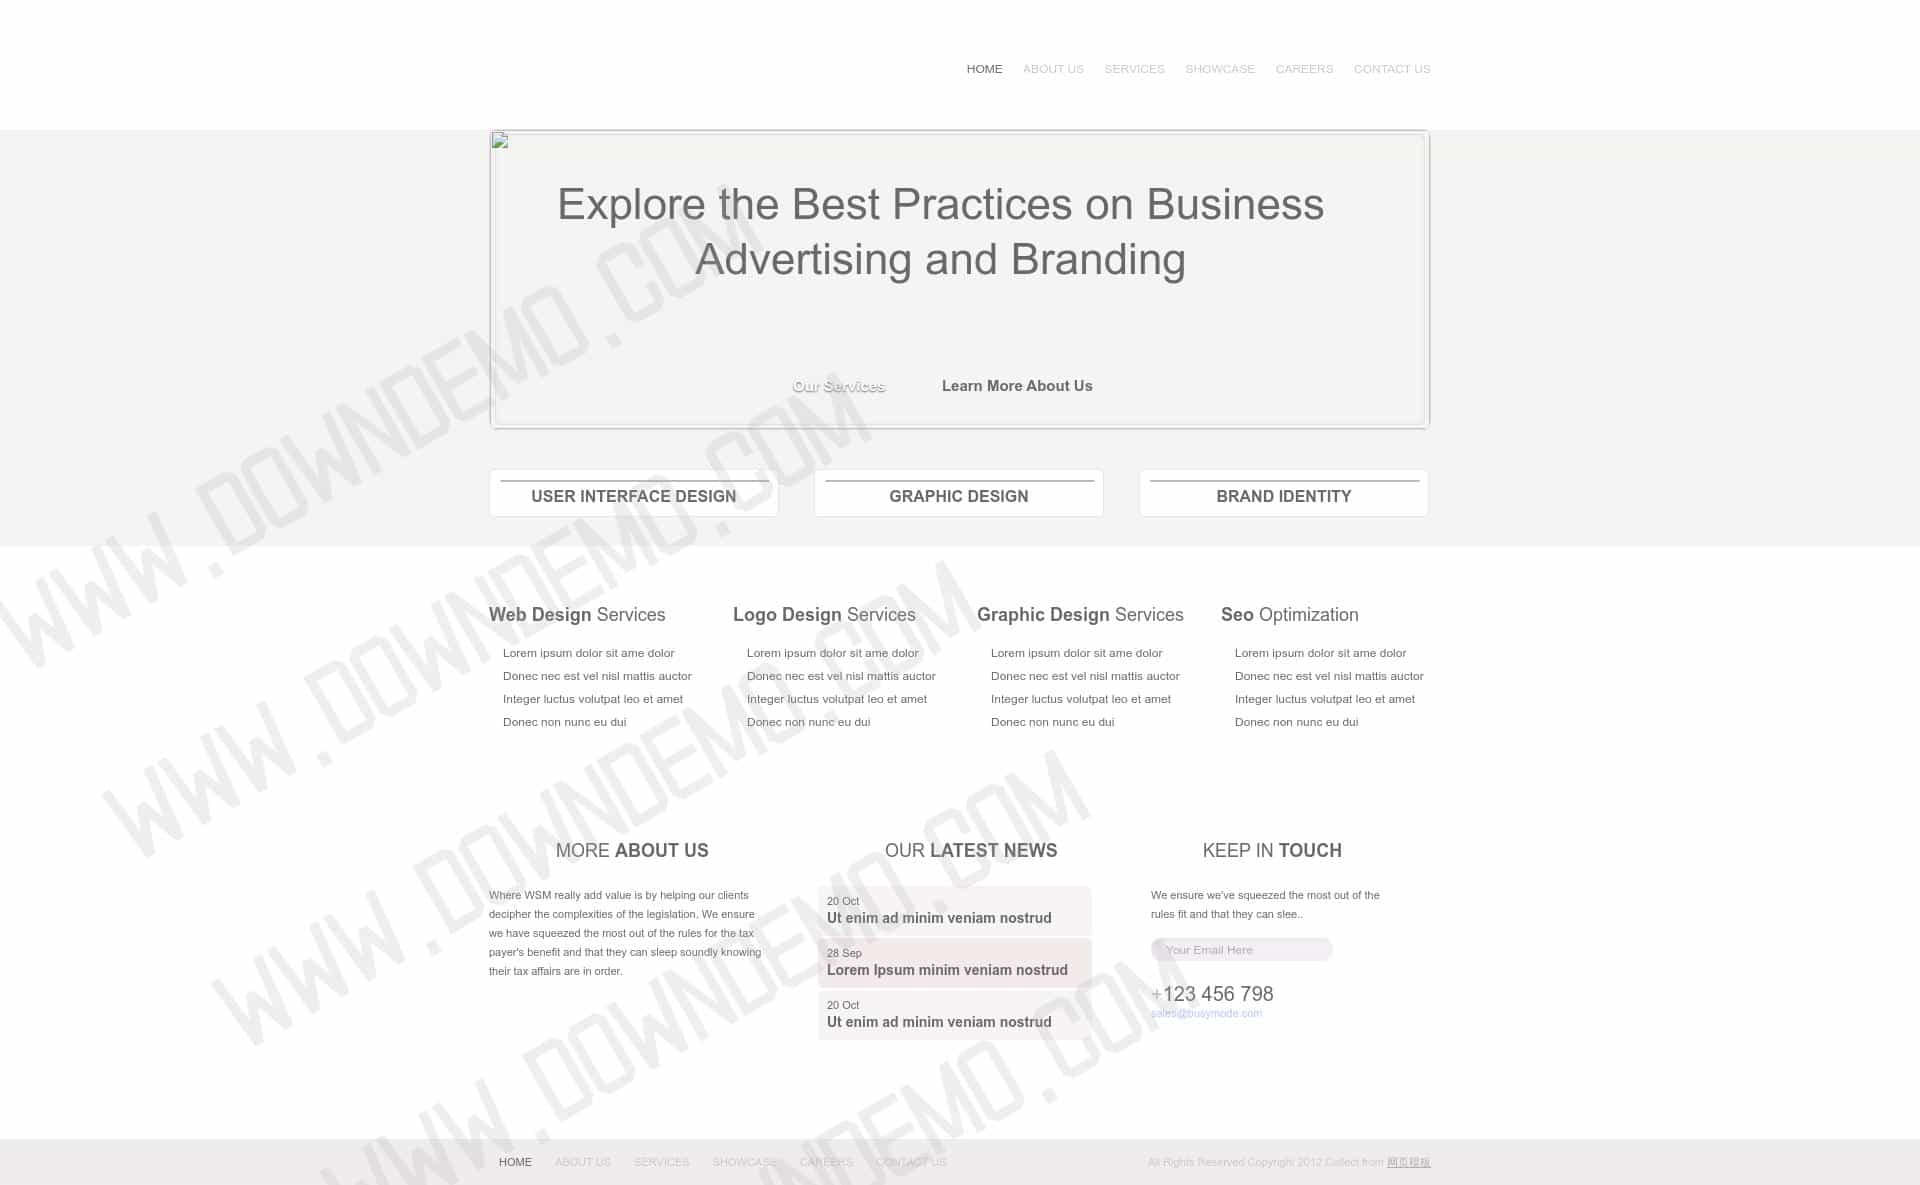 HOME ABOUT US SERVICES SHOWCASE CAREERS CONTACT US
Explore the Best Practices on Business
Advertising and Branding
Our Services Learn More About Us
USER INTERFACE DESIGN
GRAPHIC DESIGN
BRAND IDENTITY
Web Design Services
Lorem ipsum dolor sit ame dolor
Donec nec est vel nisl mattis auctor
Integer luctus volutpat leo et amet
Donec non nunc eu dui
Logo Design Services
Lorem ipsum dolor sit ame dolor
Donec nec est vel nisl mattis auctor
Integer luctus volutpat leo et amet
Donec non nunc eu dui
Graphic Design Services
Lorem ipsum dolor sit ame dolor
Donec nec est vel nisl mattis auctor
Integer luctus volutpat leo et amet
Donec non nunc eu dui
Seo Optimization
Lorem ipsum dolor sit ame dolor
Donec nec est vel nisl mattis auctor
Integer luctus volutpat leo et amet
Donec non nunc eu dui
MORE ABOUT US
Where WSM really add value is by helping our clients
decipher the complexities of the legislation. We ensure
we have squeezed the most out of the rules for the tax
payer's benefit and that they can sleep soundly knowing
their tax affairs are in order.
OUR LATEST NEWS
20 Oct
Ut enim ad minim veniam nostrud
28 Sep
Lorem Ipsum minim veniam nostrud
20 Oct
Ut enim ad minim veniam nostrud
KEEP IN TOUCH
We ensure we've squeezed the most out of the
rules fit and that they can slee..
Your Email Here
+123 456 798
sales@busymode.com
HOME ABOUT US SERVICES SHOWCASE CAREERS CONTACT US
All Rights Reserved Copyright 2012.Collect from 网页模板
WWW.DOWNDEMO.COM
WWW.DOWNDEMO.COM
WWW.DOWNDEMO.COM
WWW.DOWNDEMO.COM
NDEMO.COM